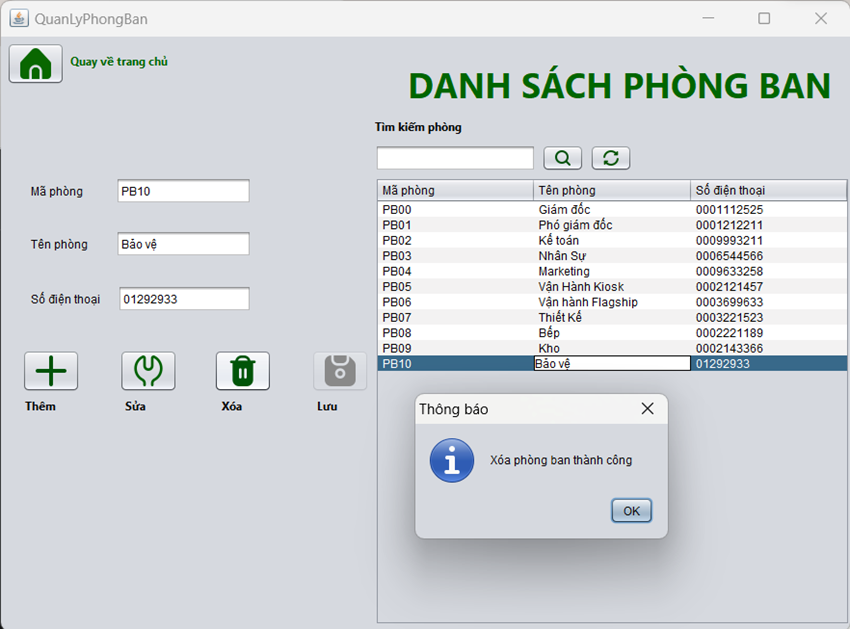 QuanLyPhongBan
Quay về trang chủ
DANH SÁCH PHÒNG BAN
Tìm kiếm phòng
Mã phòng PB10
Tên phòng Bảo vệ
Số điện thoại 01292933
Thêm Sửa Xóa Lưu
Mã phòng Tên phòng Số điện thoại
PB00 Giám đốc 0001112525
PB01 Phó giám đốc 0001212211
PB02 Kế toán 0009993211
PB03 Nhân Sự 0006544566
PB04 Marketing 0009633258
PB05 Vận Hành Kiosk 0002121457
PB06 Vận hành Flagship 0003699633
PB07 Thiết Kế 0003221523
PB08 Bếp 0002221189
PB09 Kho 0002143366
PB10 Bảo vệ 01292933
Thông báo
Xóa phòng ban thành công
OK